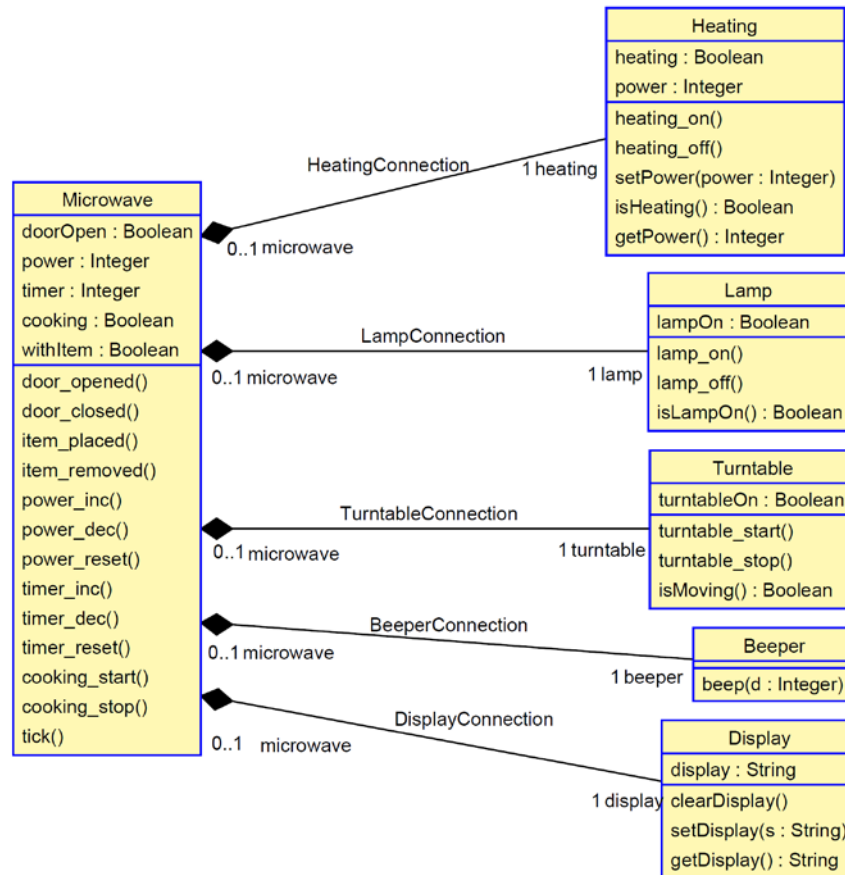 Heating
heating : Boolean
power : Integer
heating_on()
heating_off()
setPower(power : Integer)
isHeating() : Boolean
getPower() : Integer
HeatingConnection
1 heating
0..1 microwave
Microwave
doorOpen : Boolean
power : Integer
timer : Integer
cooking : Boolean
withItem : Boolean
door_opened()
door_closed()
item_placed()
item_removed()
power_inc()
power_dec()
power_reset()
timer_inc()
timer_dec()
timer_reset()
cooking_start()
cooking_stop()
tick()
LampConnection
0..1 microwave
1 lamp
Lamp
lampOn : Boolean
lamp_on()
lamp_off()
isLampOn() : Boolean
TurntableConnection
0..1 microwave
1 turntable
Turntable
turntableOn : Boolean
turntable_start()
turntable_stop()
isMoving() : Boolean
BeeperConnection
0..1 microwave
1 beeper
Beeper
beep(d : Integer)
DisplayConnection
0..1 microwave
1 display
Display
display : String
clearDisplay()
setDisplay(s : String)
getDisplay() : String